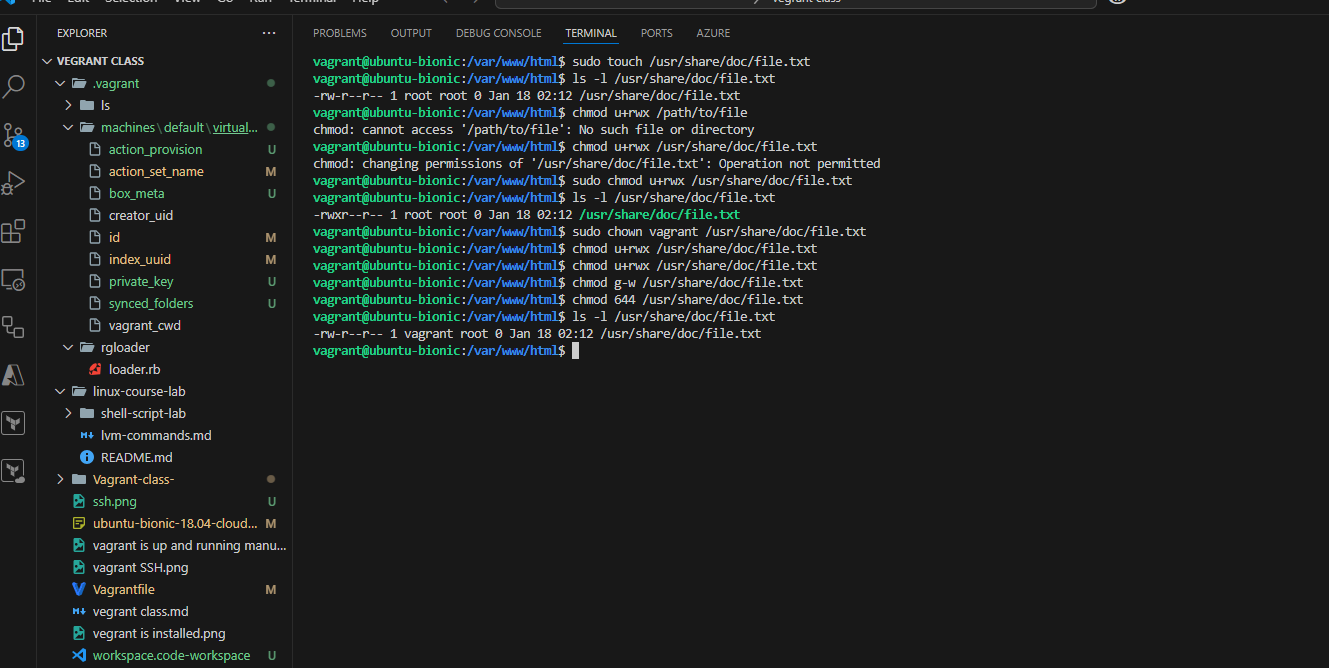 File Edit Selection View Go Run Terminal Help
vegrant class
EXPLORER
VEGRANT CLASS
.vagrant
ls
machines\default\virtual...
action_provision U
action_set_name M
box_meta U
creator_uid
id M
index_uuid M
private_key U
synced_folders U
vagrant_cwd
rgloader
loader.rb
linux-course-lab
shell-script-lab
lvm-commands.md
README.md
Vagrant-class-
ssh.png U
ubuntu-bionic-18.04-cloud... M
vagrant is up and running manu...
vagrant SSH.png
Vagrantfile M
vegrant class.md
vegrant is installed.png
workspace.code-workspace U
13
PROBLEMS OUTPUT DEBUG CONSOLE TERMINAL PORTS AZURE
vagrant@ubuntu-bionic:/var/www/html$ sudo touch /usr/share/doc/file.txt
vagrant@ubuntu-bionic:/var/www/html$ ls -l /usr/share/doc/file.txt
-rw-r--r-- 1 root root 0 Jan 18 02:12 /usr/share/doc/file.txt
vagrant@ubuntu-bionic:/var/www/html$ chmod u+rwx /path/to/file
chmod: cannot access '/path/to/file': No such file or directory
vagrant@ubuntu-bionic:/var/www/html$ chmod u+rwx /usr/share/doc/file.txt
chmod: changing permissions of '/usr/share/doc/file.txt': Operation not permitted
vagrant@ubuntu-bionic:/var/www/html$ sudo chmod u+rwx /usr/share/doc/file.txt
vagrant@ubuntu-bionic:/var/www/html$ ls -l /usr/share/doc/file.txt
-rwxr--r-- 1 root root 0 Jan 18 02:12 /usr/share/doc/file.txt
vagrant@ubuntu-bionic:/var/www/html$ sudo chown vagrant /usr/share/doc/file.txt
vagrant@ubuntu-bionic:/var/www/html$ chmod u+rwx /usr/share/doc/file.txt
vagrant@ubuntu-bionic:/var/www/html$ chmod u+rwx /usr/share/doc/file.txt
vagrant@ubuntu-bionic:/var/www/html$ chmod g-w /usr/share/doc/file.txt
vagrant@ubuntu-bionic:/var/www/html$ chmod 644 /usr/share/doc/file.txt
vagrant@ubuntu-bionic:/var/www/html$ ls -l /usr/share/doc/file.txt
-rw-r--r-- 1 vagrant root 0 Jan 18 02:12 /usr/share/doc/file.txt
vagrant@ubuntu-bionic:/var/www/html$